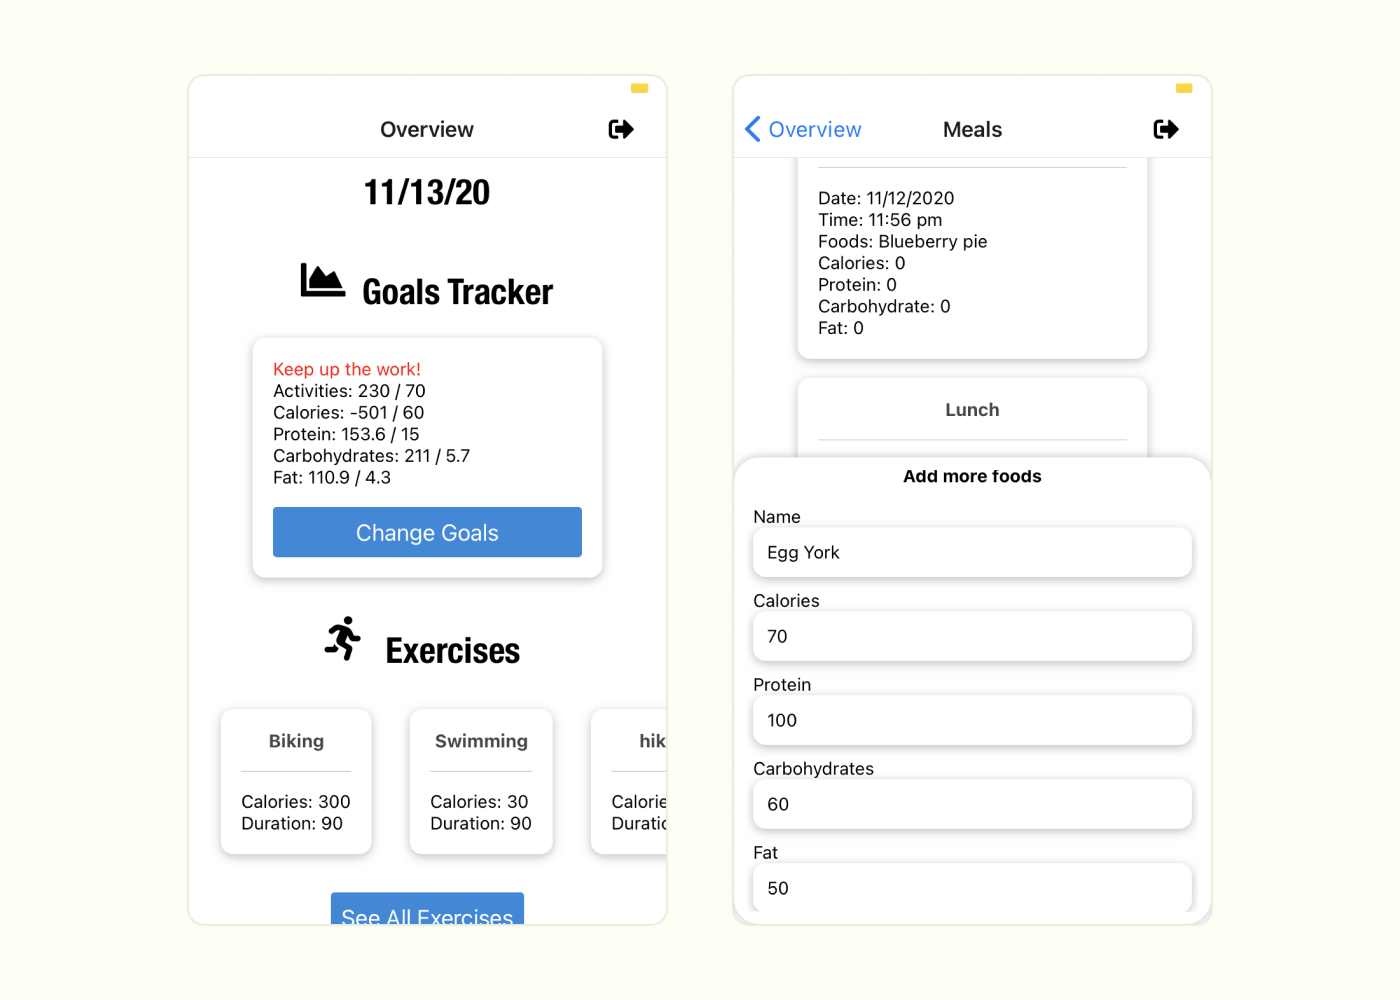 Overview
11/13/20
Goals Tracker
Keep up the work!
Activities: 230 / 70
Calories: -501 / 60
Protein: 153.6 / 15
Carbohydrates: 211 / 5.7
Fat: 110.9 / 4.3
Change Goals
Exercises
Biking
Calories: 300
Duration: 90
Swimming
Calories: 30
Duration: 90
hik
Calorie
Duratic
See All Exercises
Overview
Meals
Date: 11/12/2020
Time: 11:56 pm
Foods: Blueberry pie
Calories: 0
Protein: 0
Carbohydrate: 0
Fat: 0
Lunch
Add more foods
Name
Egg York
Calories
70
Protein
100
Carbohydrates
60
Fat
50